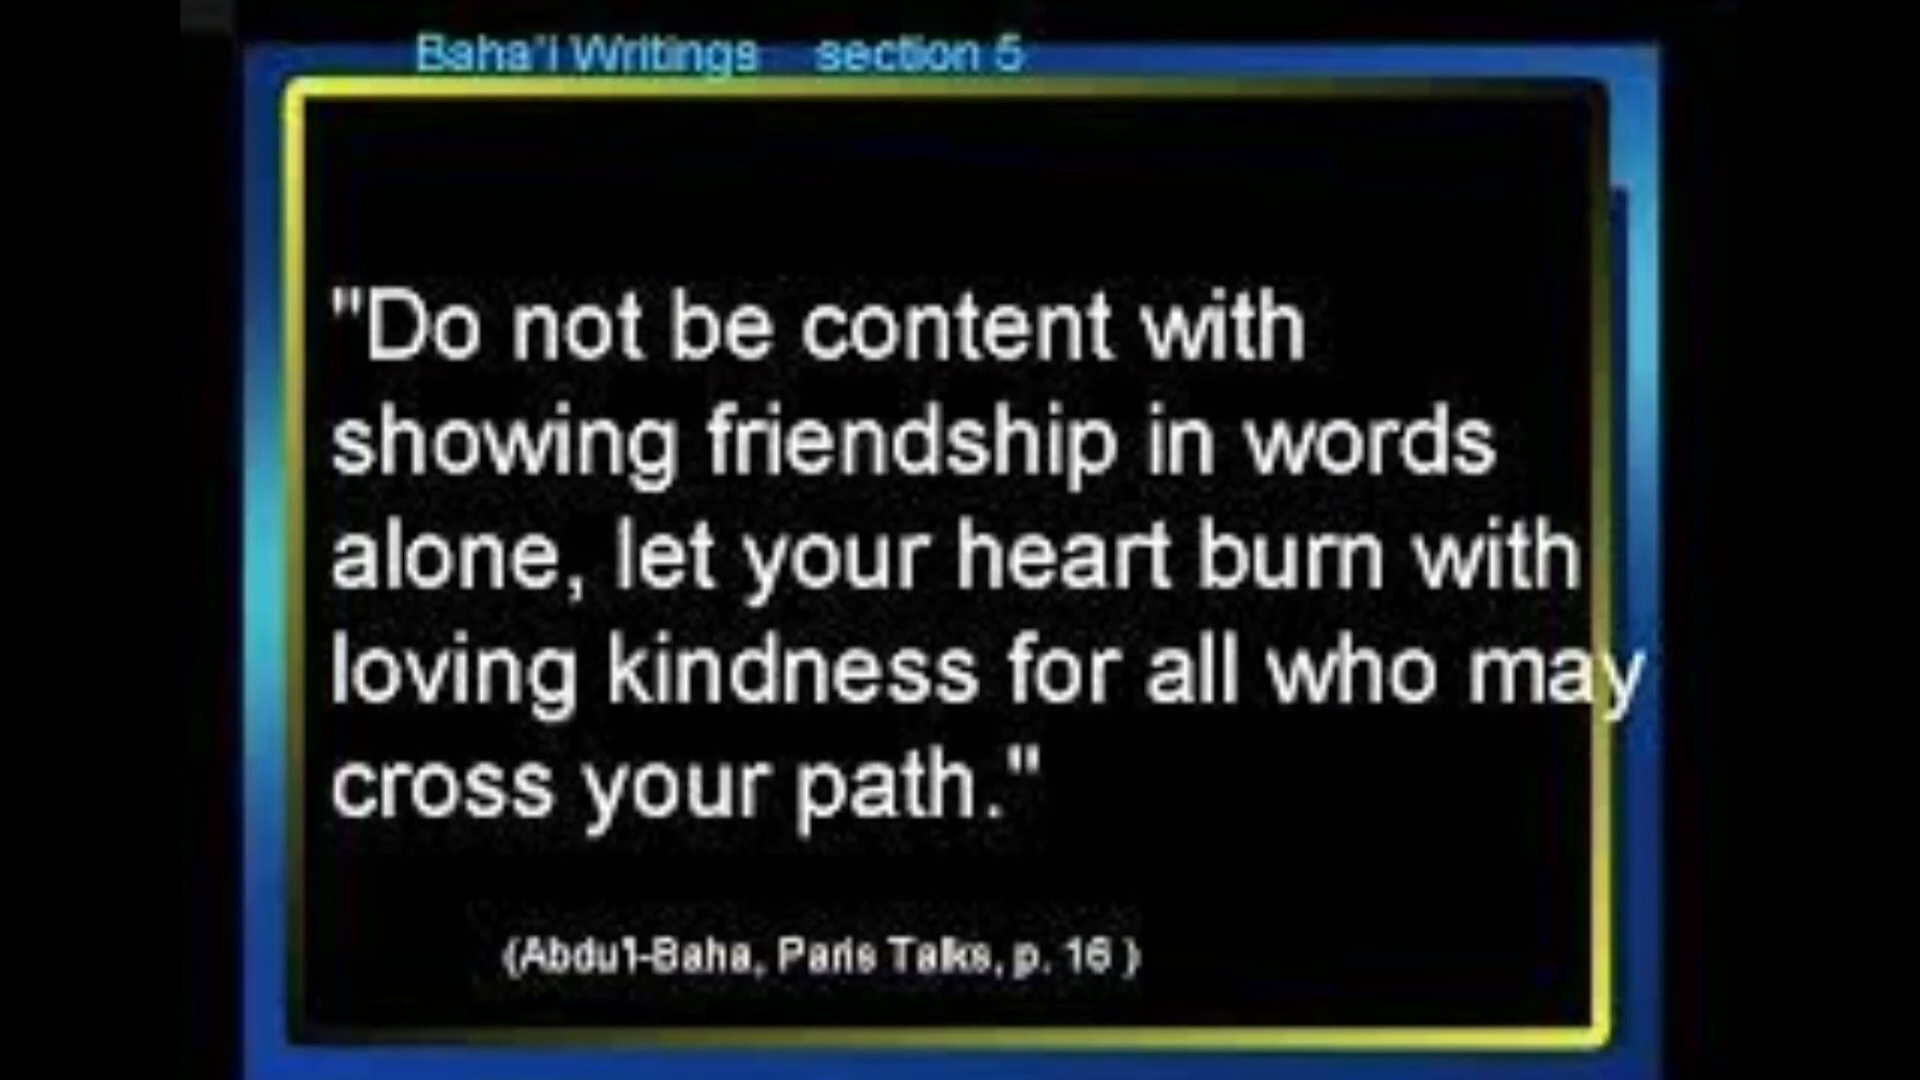 Baha'i Writings section 5
"Do not be content with
showing friendship in words
alone, let your heart burn with
loving kindness for all who may
cross your path."
(Abdu'l-Baha, Paris Talks, p. 16 )